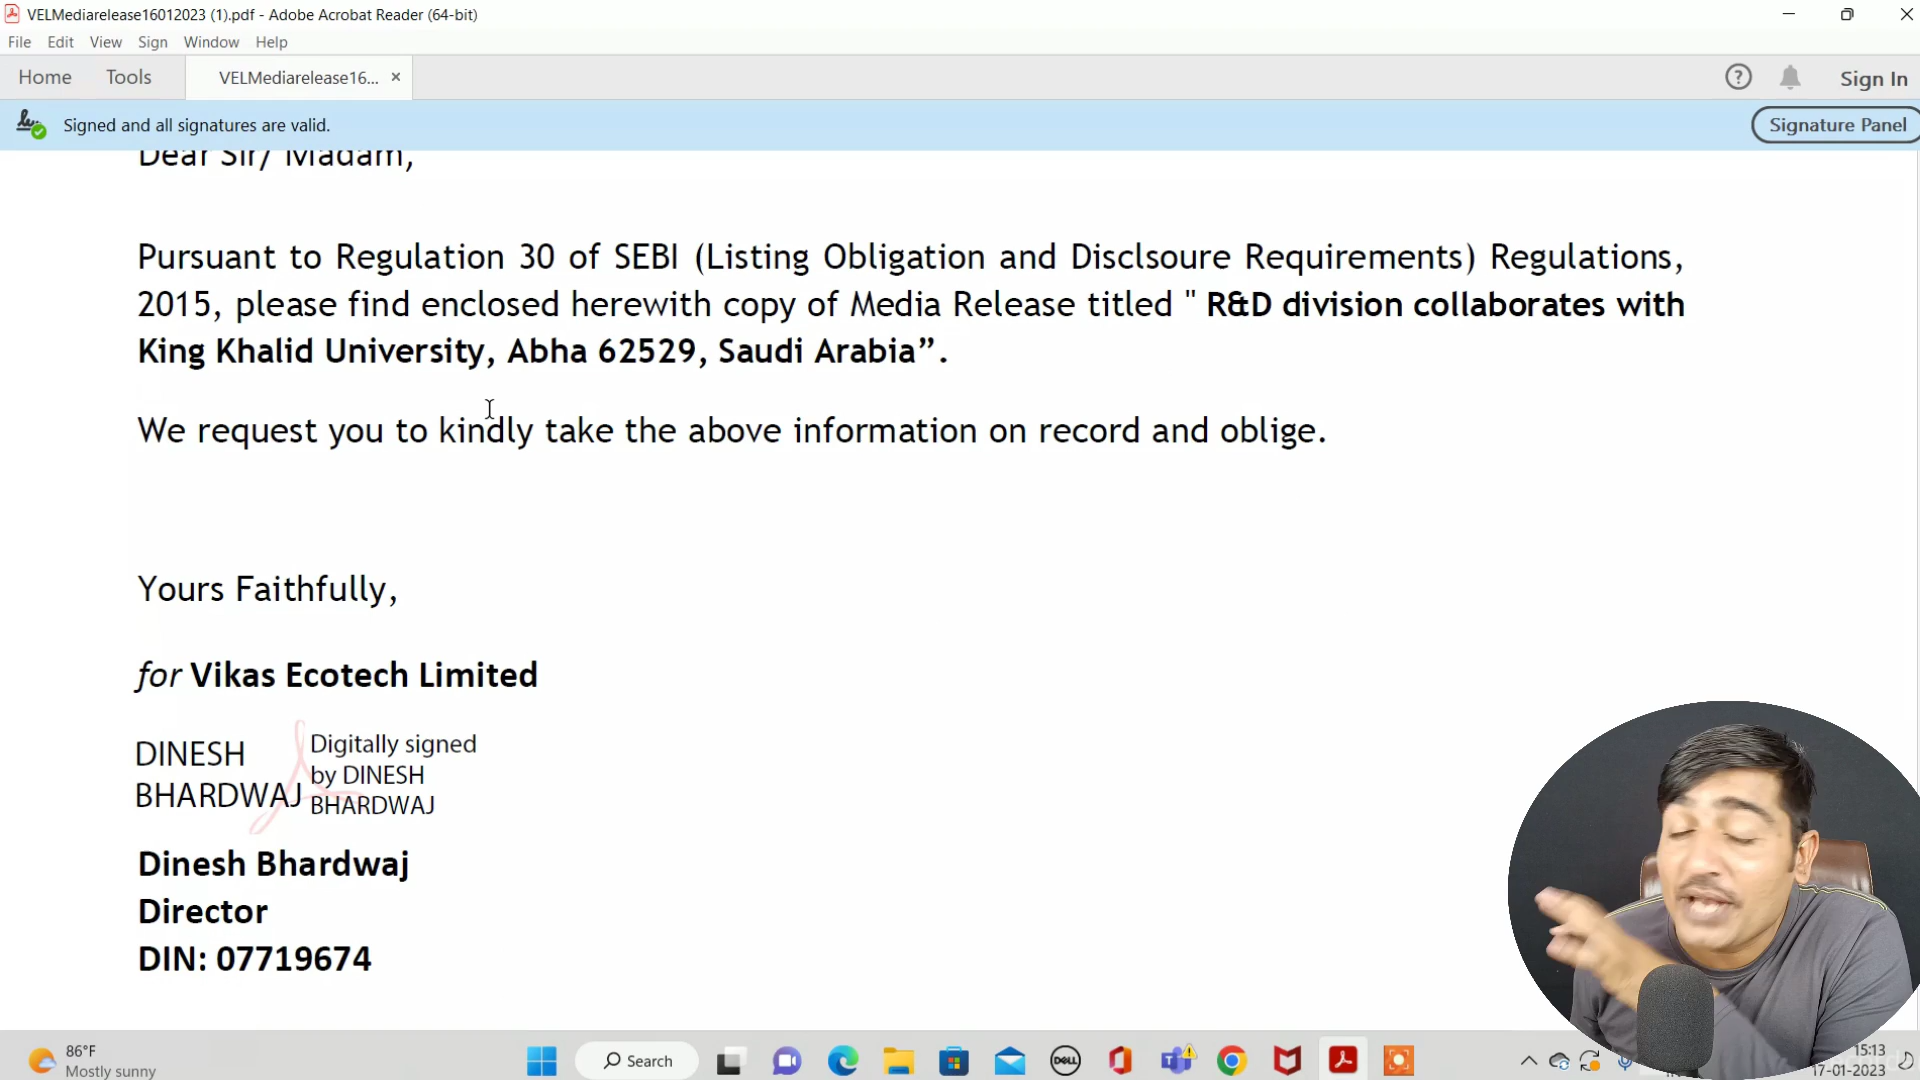 VELMediarelease16012023 (1).pdf - Adobe Acrobat Reader (64-bit)
File Edit View Sign Window Help
Home Tools VELMediarelease16... × Sign In
Signed and all signatures are valid. Signature Panel
Dear Sir/ Madam,
Pursuant to Regulation 30 of SEBI (Listing Obligation and Disclsoure Requirements) Regulations,
2015, please find enclosed herewith copy of Media Release titled " R&D division collaborates with
King Khalid University, Abha 62529, Saudi Arabia”.
We request you to kindly take the above information on record and oblige.
Yours Faithfully,
for Vikas Ecotech Limited
DINESH
BHARDWAJ
Digitally signed
by DINESH
BHARDWAJ
Dinesh Bhardwaj
Director
DIN: 07719674
86°F
Mostly sunny
Search
DELL
15:13
17-01-2023